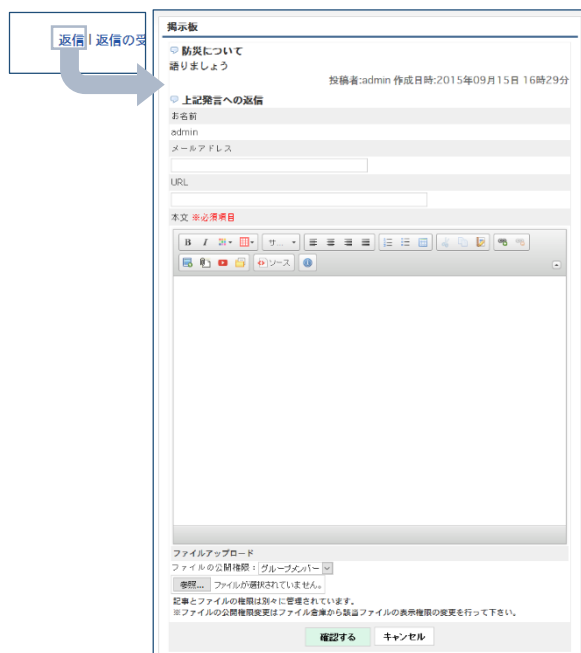 返信 | 返信の受
掲示板
防災について
語りましょう
投稿者:admin 作成日時:2015年09月15日 16時29分
上記発言への返信
お名前
admin
メールアドレス
URL
本文 ※必須項目
B I サ...
ソース
ファイルアップロード
ファイルの公開権限: グループメンバー
参照... ファイルが選択されていません。
記事とファイルの権限は別々に管理されています。
※ファイルの公開権限変更はファイル倉庫から該当ファイルの表示権限の変更を行って下さい。
確認する キャンセル